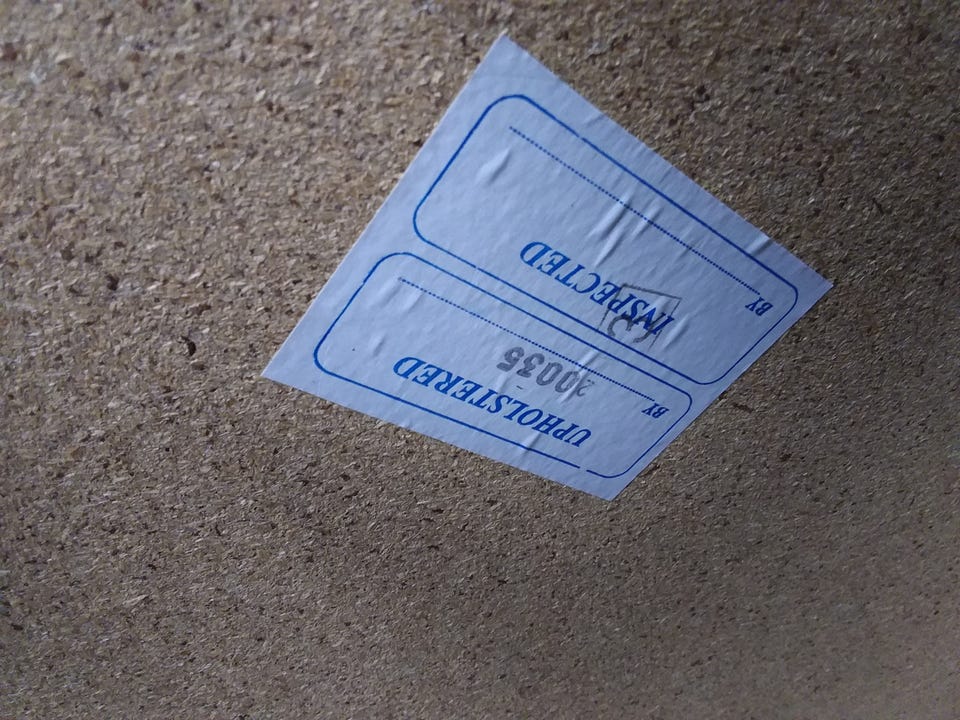 UPHOLSTERED
20035
BY
INSPECTED
BY